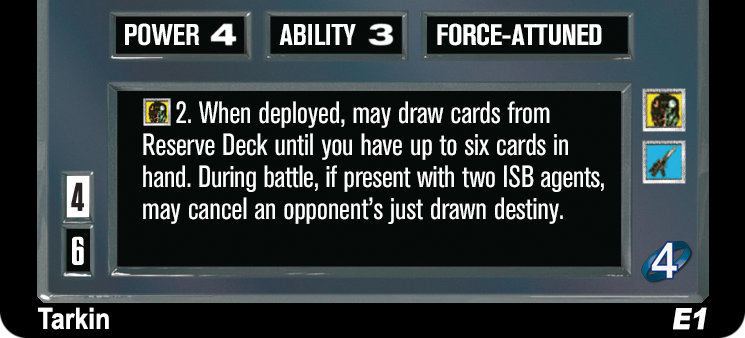 POWER 4 ABILITY 3 FORCE-ATTUNED
2. When deployed, may draw cards from
Reserve Deck until you have up to six cards in
hand. During battle, if present with two ISB agents,
may cancel an opponent's just drawn destiny.
4
6
4
Tarkin E1